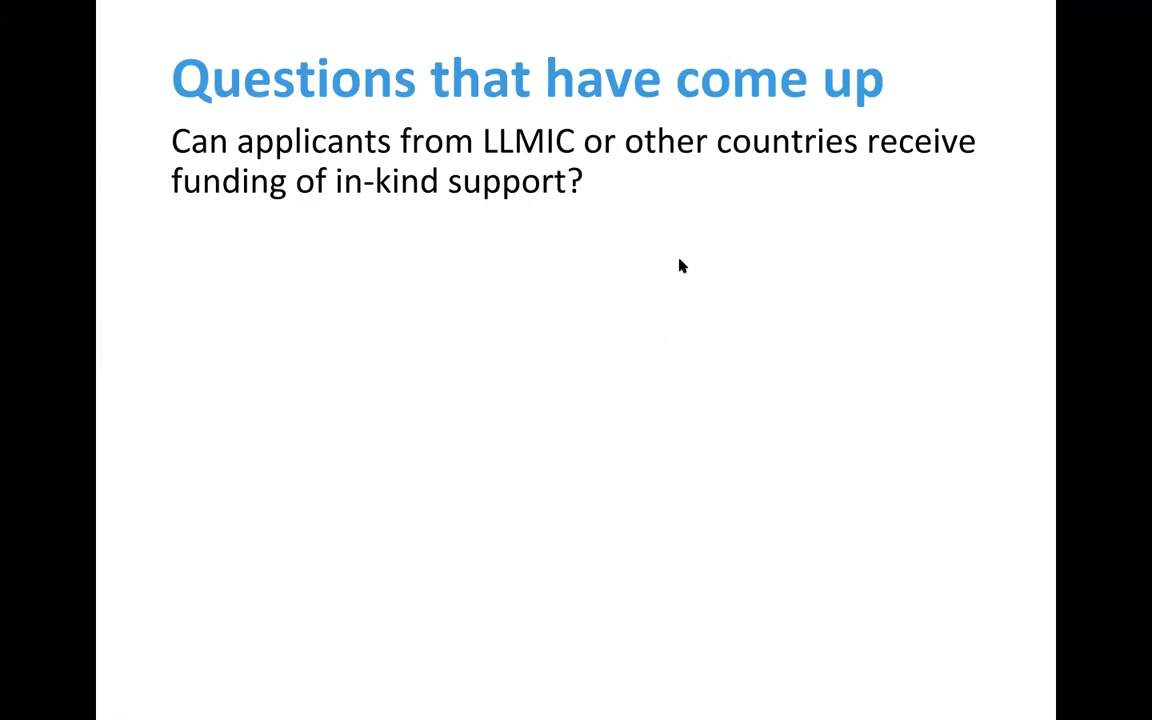 Questions that have come up
Can applicants from LLMIC or other countries receive
funding of in-kind support?